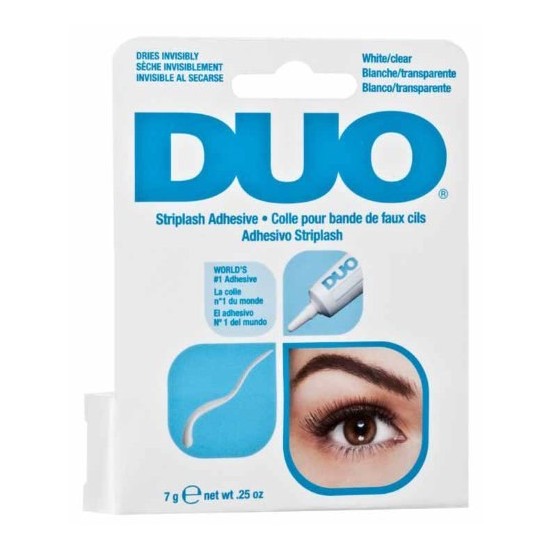 DRIES INVISIBLY
SÈCHE INVISIBLEMENT
INVISIBLE AL SECARSE
White/clear
Blanche/transparente
Blanco/transparente
DUO®
Striplash Adhesive • Colle pour bande de faux cils
Adhesivo Striplash
WORLD'S
#1 Adhesive
La colle
n°1 du monde
El adhesivo
Nº 1 del mundo
DUO
7 g ℮ net wt .25 oz